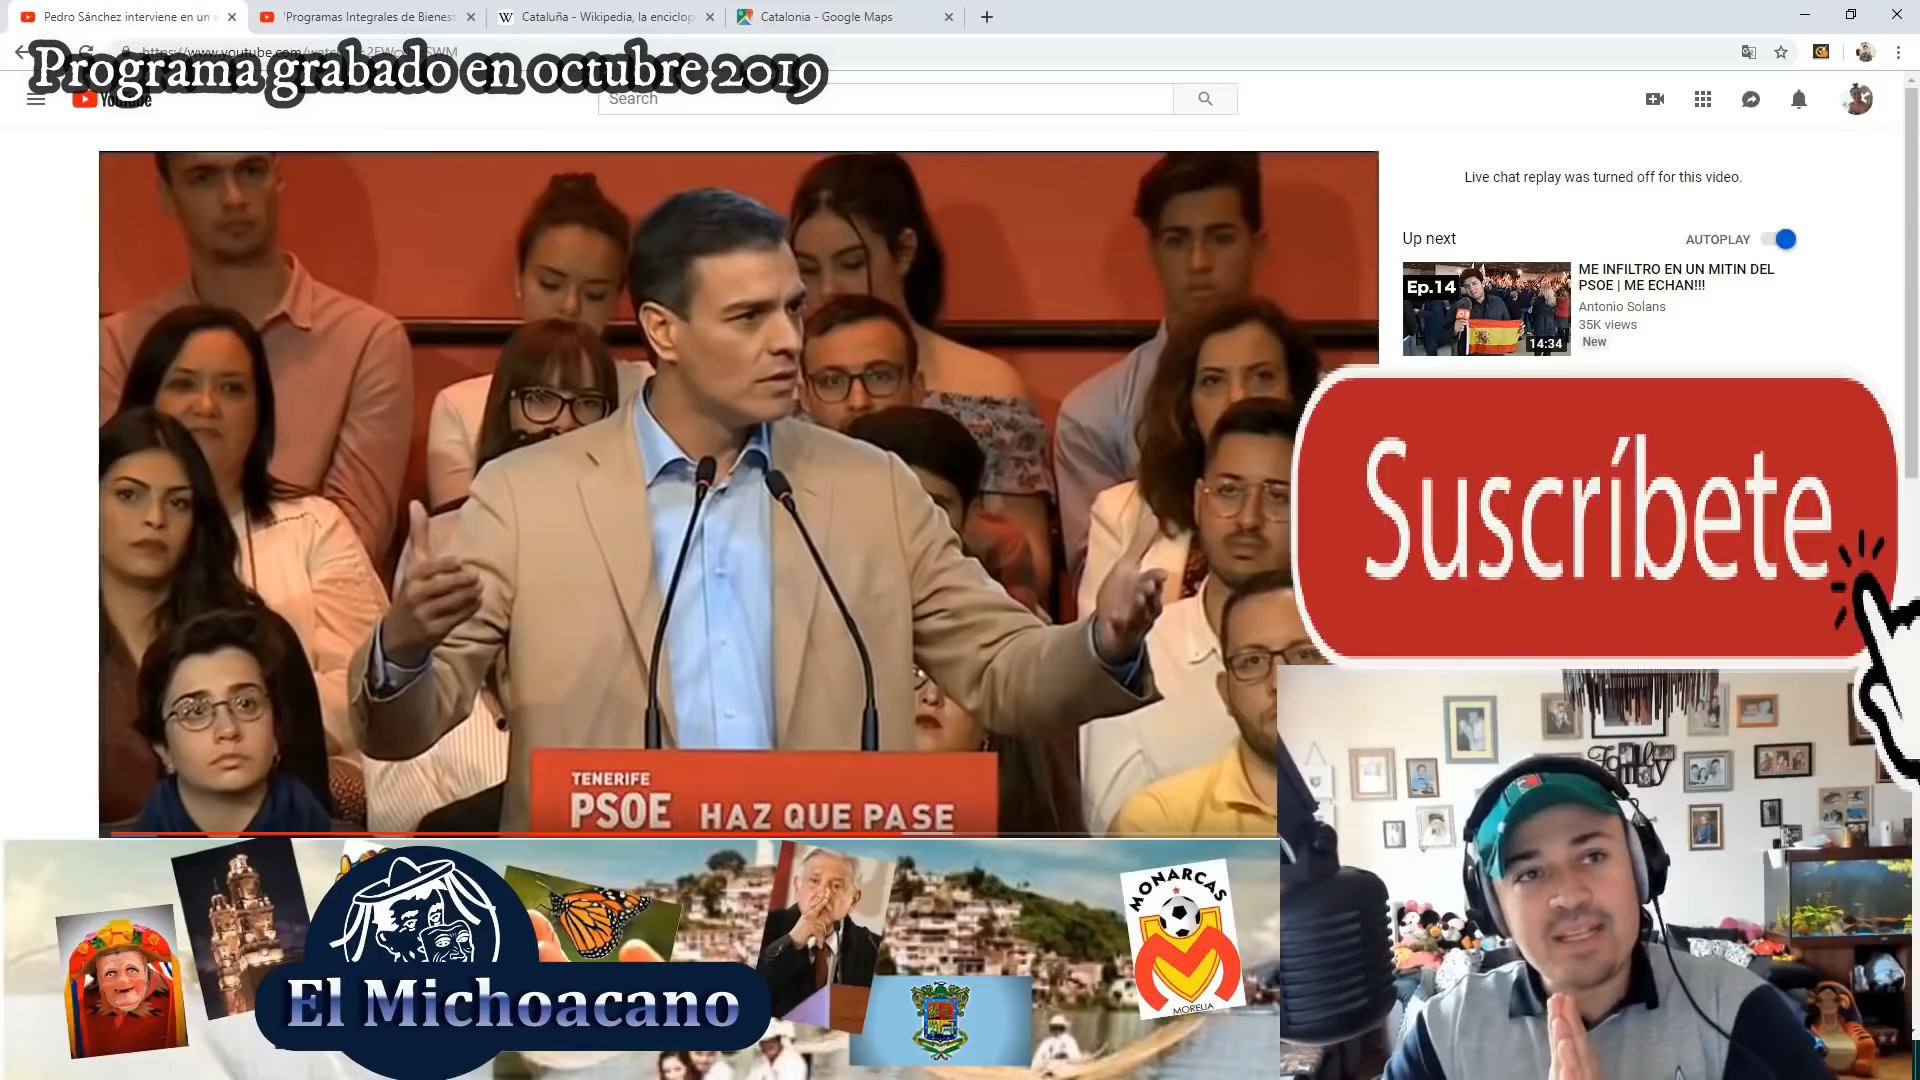 Pedro Sánchez interviene en un e
'Programas Integrales de Bienest
Cataluña - Wikipedia, la enciclop
Catalonia - Google Maps
Programa grabado en octubre 2019
YouTube
Search
Live chat replay was turned off for this video.
Up next
AUTOPLAY
Ep.14
14:34
ME INFILTRO EN UN MITIN DEL
PSOE | ME ECHAN!!!
Antonio Solans
35K views
New
Suscríbete
Family
TENERIFE
PSOE HAZ QUE PASE
El Michoacano
MONARCAS
MORELIA